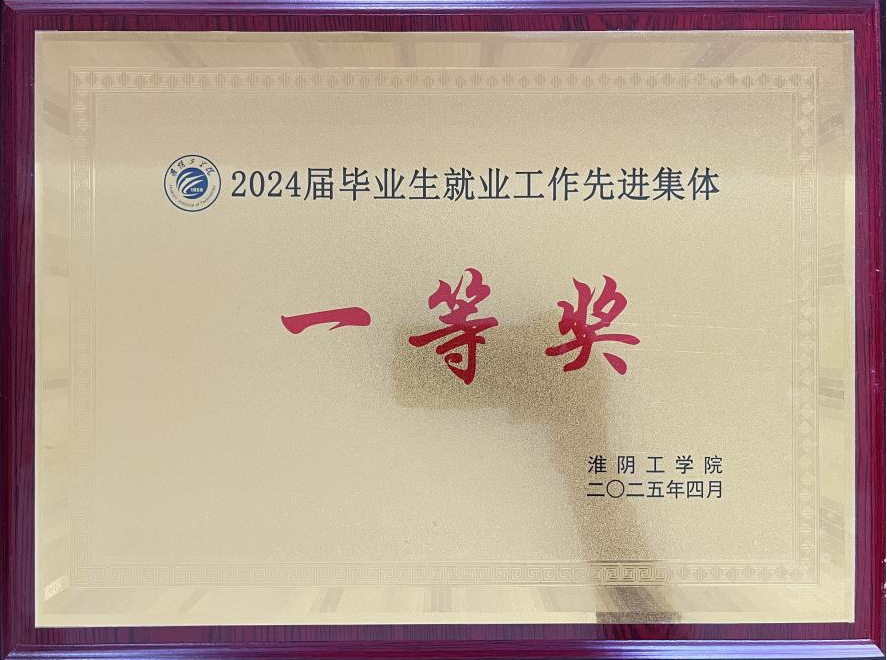 2024届毕业生就业工作先进集体
一等奖
淮阴工学院
二〇二五年四月